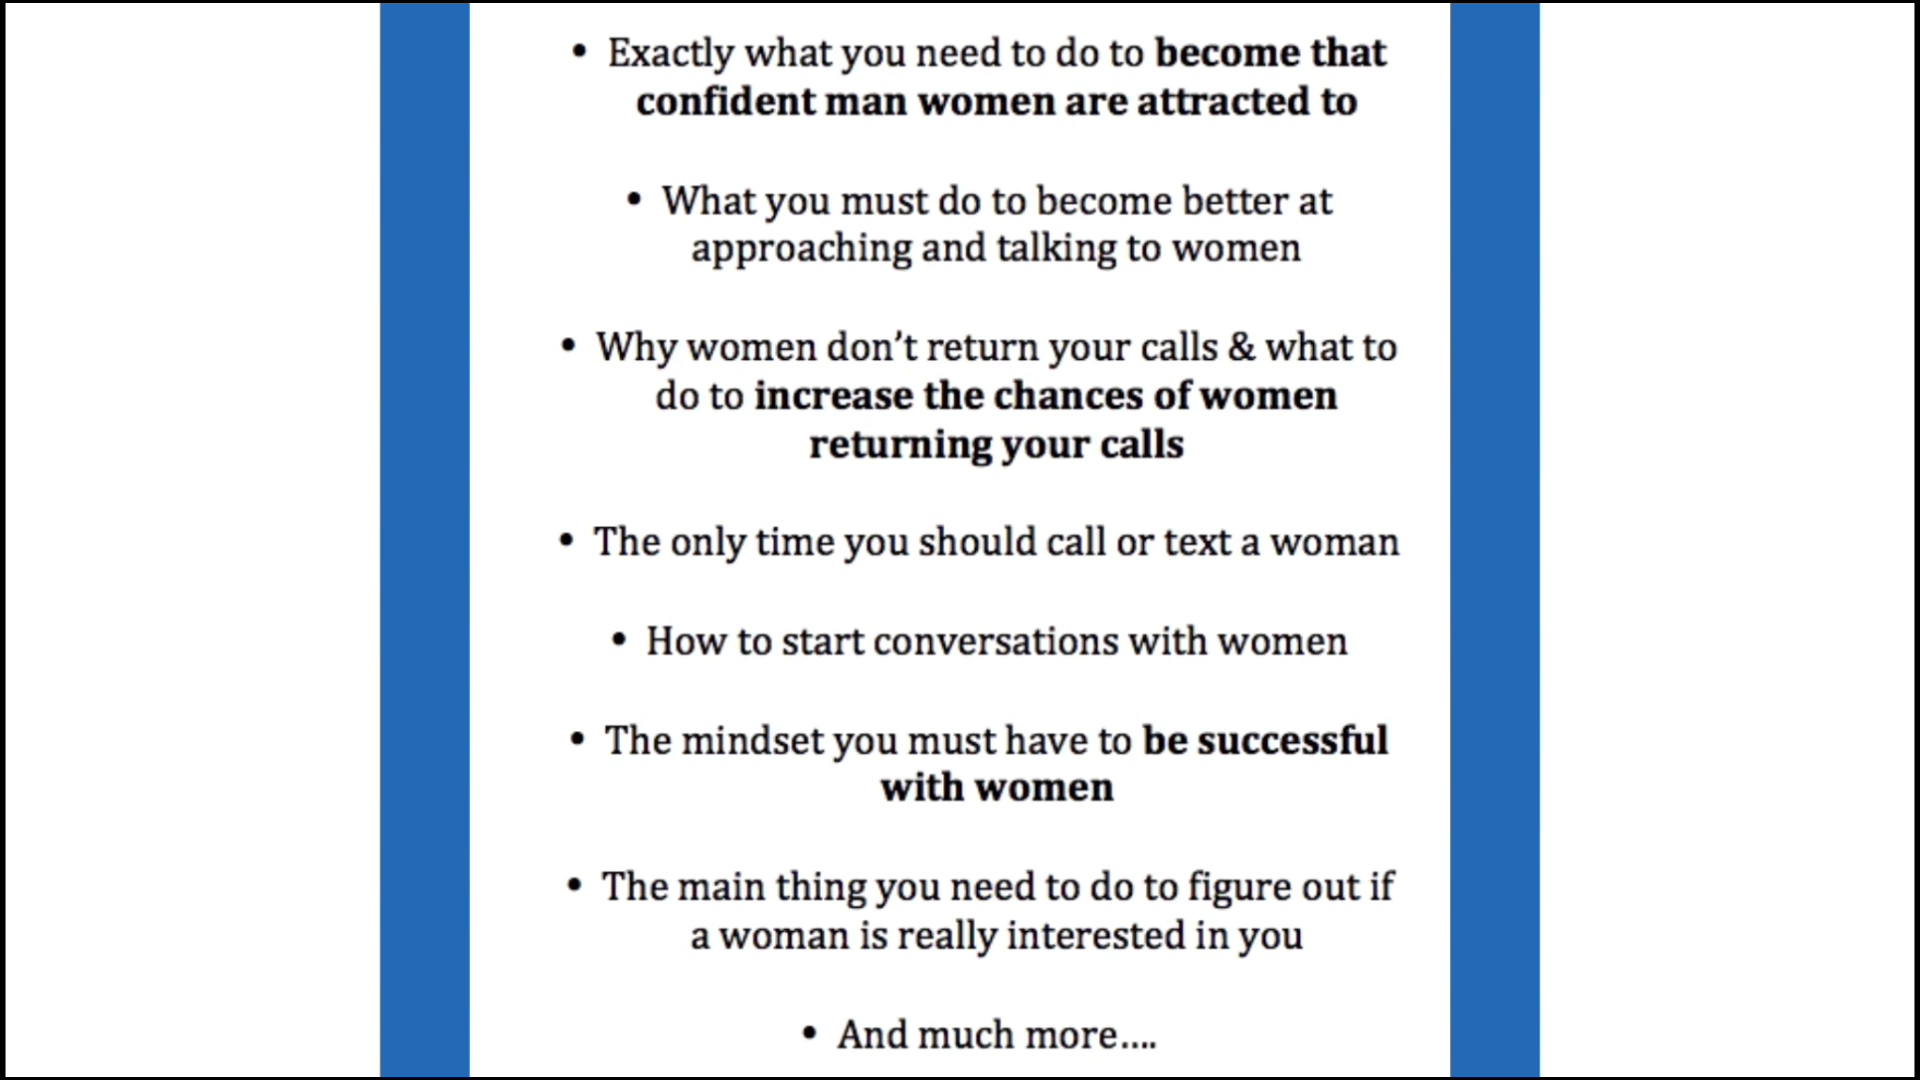 • Exactly what you need to do to become that
confident man women are attracted to
• What you must do to become better at
approaching and talking to women
• Why women don’t return your calls & what to
do to increase the chances of women
returning your calls
• The only time you should call or text a woman
• How to start conversations with women
• The mindset you must have to be successful
with women
• The main thing you need to do to figure out if
a woman is really interested in you
• And much more....